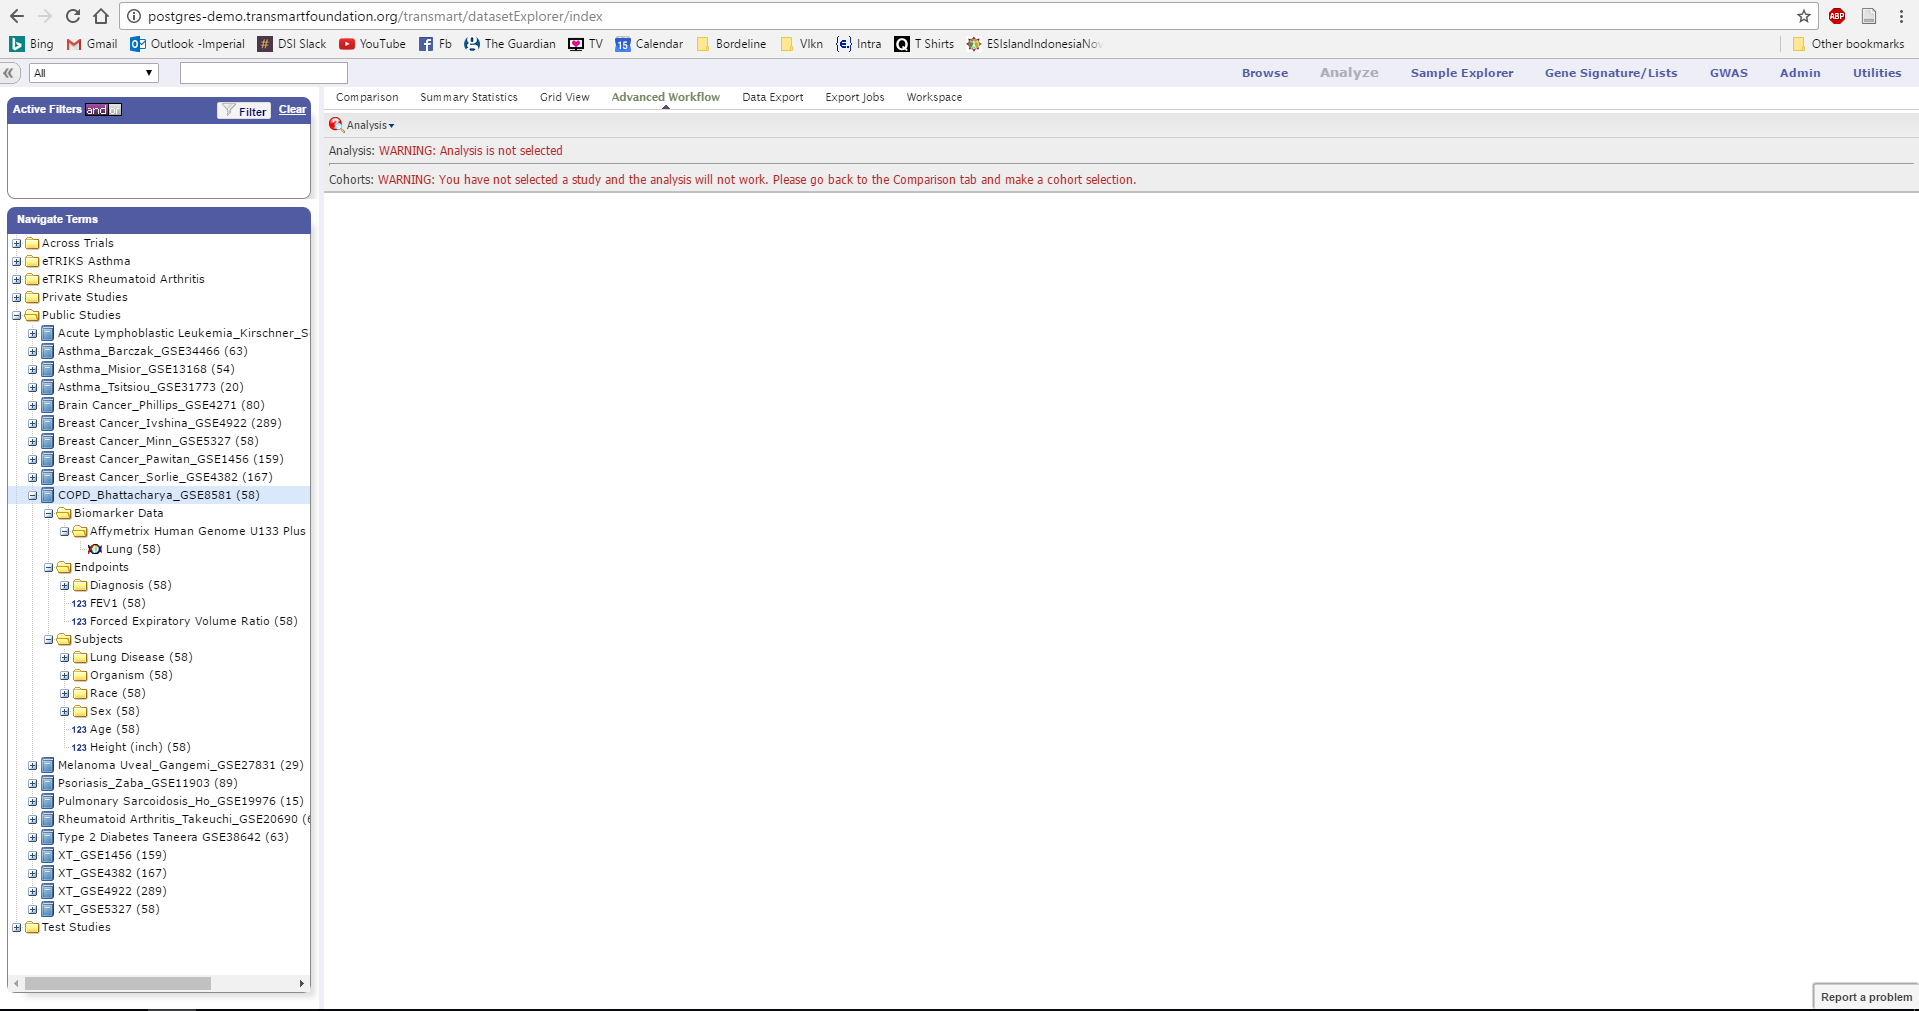 postgres-demo.transmartfoundation.org/transmart/datasetExplorer/index
ABP
Bing Gmail Outlook -Imperial DSI Slack YouTube Fb The Guardian TV Calendar Bordeline Vlkn Intra T Shirts ESIslandIndonesiaNov Other bookmarks
All Browse Analyze Sample Explorer Gene Signature/Lists GWAS Admin Utilities
Active Filters and or Filter Clear
Comparison Summary Statistics Grid View Advanced Workflow Data Export Export Jobs Workspace
Analysis
Analysis: WARNING: Analysis is not selected
Cohorts: WARNING: You have not selected a study and the analysis will not work. Please go back to the Comparison tab and make a cohort selection.
Navigate Terms
Across Trials
eTRIKS Asthma
eTRIKS Rheumatoid Arthritis
Private Studies
Public Studies
Acute Lymphoblastic Leukemia_Kirschner_S
Asthma_Barczak_GSE34466 (63)
Asthma_Misior_GSE13168 (54)
Asthma_Tsitsiou_GSE31773 (20)
Brain Cancer_Phillips_GSE4271 (80)
Breast Cancer_Ivshina_GSE4922 (289)
Breast Cancer_Minn_GSE5327 (58)
Breast Cancer_Pawitan_GSE1456 (159)
Breast Cancer_Sorlie_GSE4382 (167)
COPD_Bhattacharya_GSE8581 (58)
Biomarker Data
Affymetrix Human Genome U133 Plus
Lung (58)
Endpoints
Diagnosis (58)
123 FEV1 (58)
123 Forced Expiratory Volume Ratio (58)
Subjects
Lung Disease (58)
Organism (58)
Race (58)
Sex (58)
123 Age (58)
123 Height (inch) (58)
Melanoma Uveal_Gangemi_GSE27831 (29)
Psoriasis_Zaba_GSE11903 (89)
Pulmonary Sarcoidosis_Ho_GSE19976 (15)
Rheumatoid Arthritis_Takeuchi_GSE20690 (6
Type 2 Diabetes Taneera GSE38642 (63)
XT_GSE1456 (159)
XT_GSE4382 (167)
XT_GSE4922 (289)
XT_GSE5327 (58)
Test Studies
Report a problem